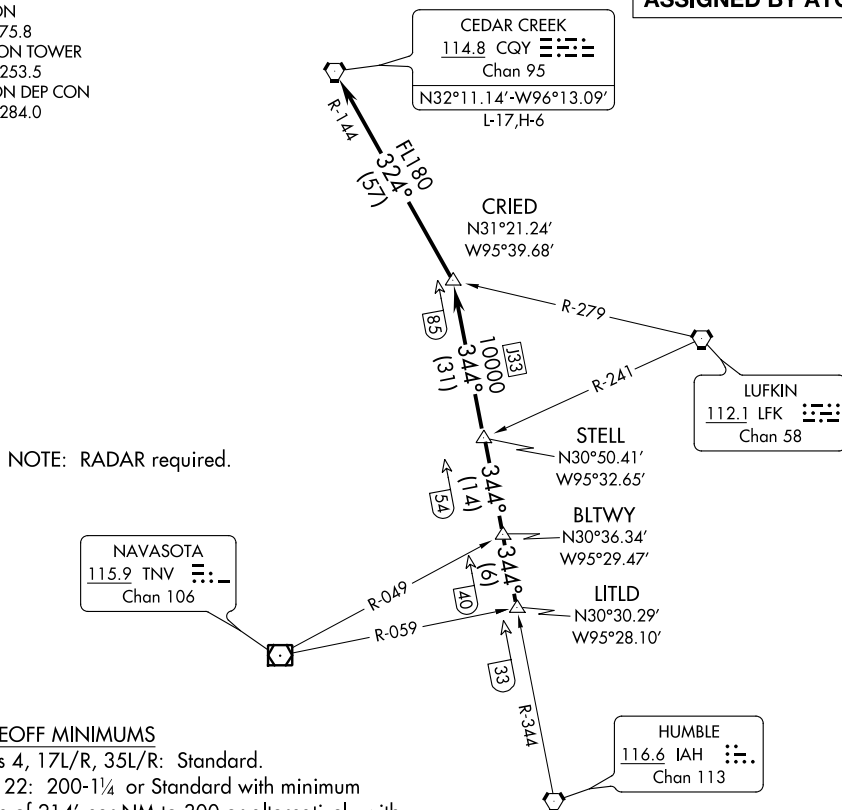 ON
75.8
ON TOWER
253.5
ON DEP CON
284.0
ASSIGNED BY ATC
CEDAR CREEK
114.8 CQY
Chan 95
N32°11.14′-W96°13.09′
L-17,H-6
R-144
FL180
324°
(57)
CRIED
N31°21.24′
W95°39.68′
R-279
85
J33
10000
344°
(31)
R-241
LUFKIN
112.1 LFK
Chan 58
STELL
N30°50.41′
W95°32.65′
NOTE: RADAR required.
54
344°
(14)
BLTWY
N30°36.34′
W95°29.47′
NAVASOTA
115.9 TNV
Chan 106
R-049
40
344°
(6)
LITLD
N30°30.29′
W95°28.10′
R-059
33
R-344
HUMBLE
116.6 IAH
Chan 113
EOFF MINIMUMS
s 4, 17L/R, 35L/R: Standard.
22: 200-1¼ or Standard with minimum